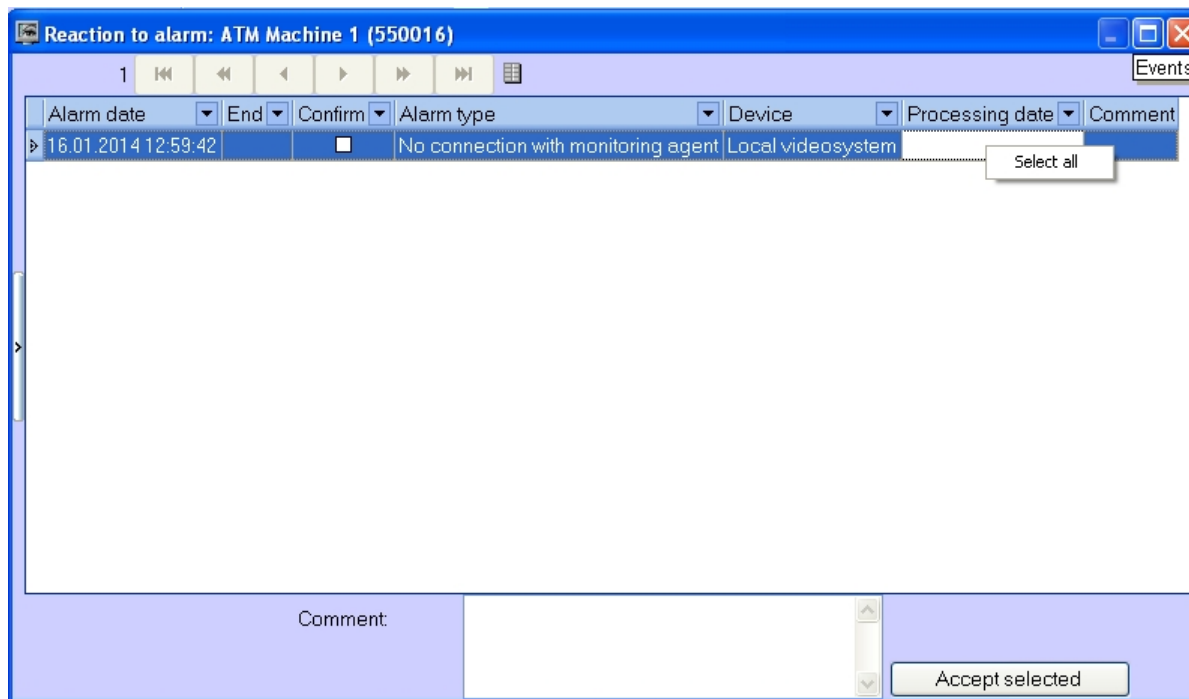 Reaction to alarm: ATM Machine 1 (550016)
1
Events
Alarm date End Confirm Alarm type Device Processing date Comment
16.01.2014 12:59:42 No connection with monitoring agent Local videosystem
Select all
Comment:
Accept selected